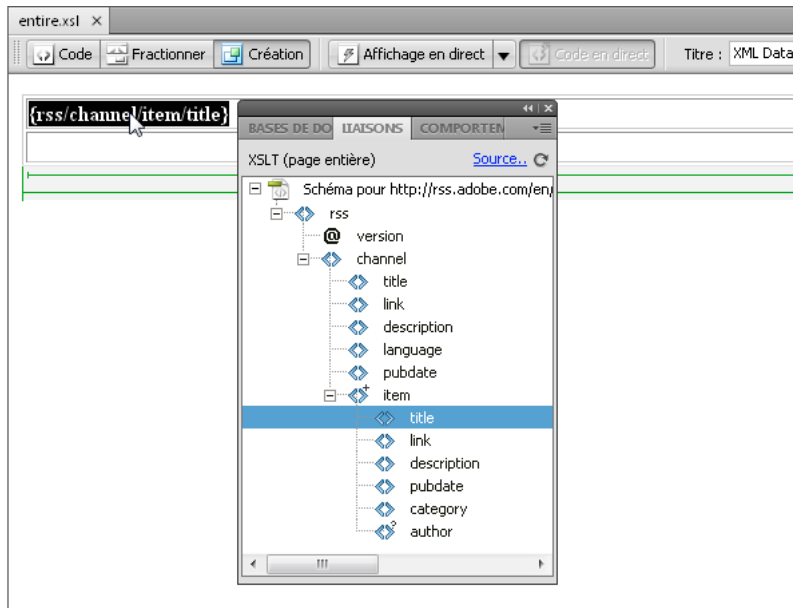 entire.xsl ×
Code Fractionner Création Affichage en direct Code en direct Titre : XML Data
{rss/channel/item/title}
BASES DE DO LIAISONS COMPORTEN
XSLT (page entière) Source..
Schéma pour http://rss.adobe.com/en/
rss
@ version
channel
title
link
description
language
pubdate
item
title
link
description
pubdate
category
author